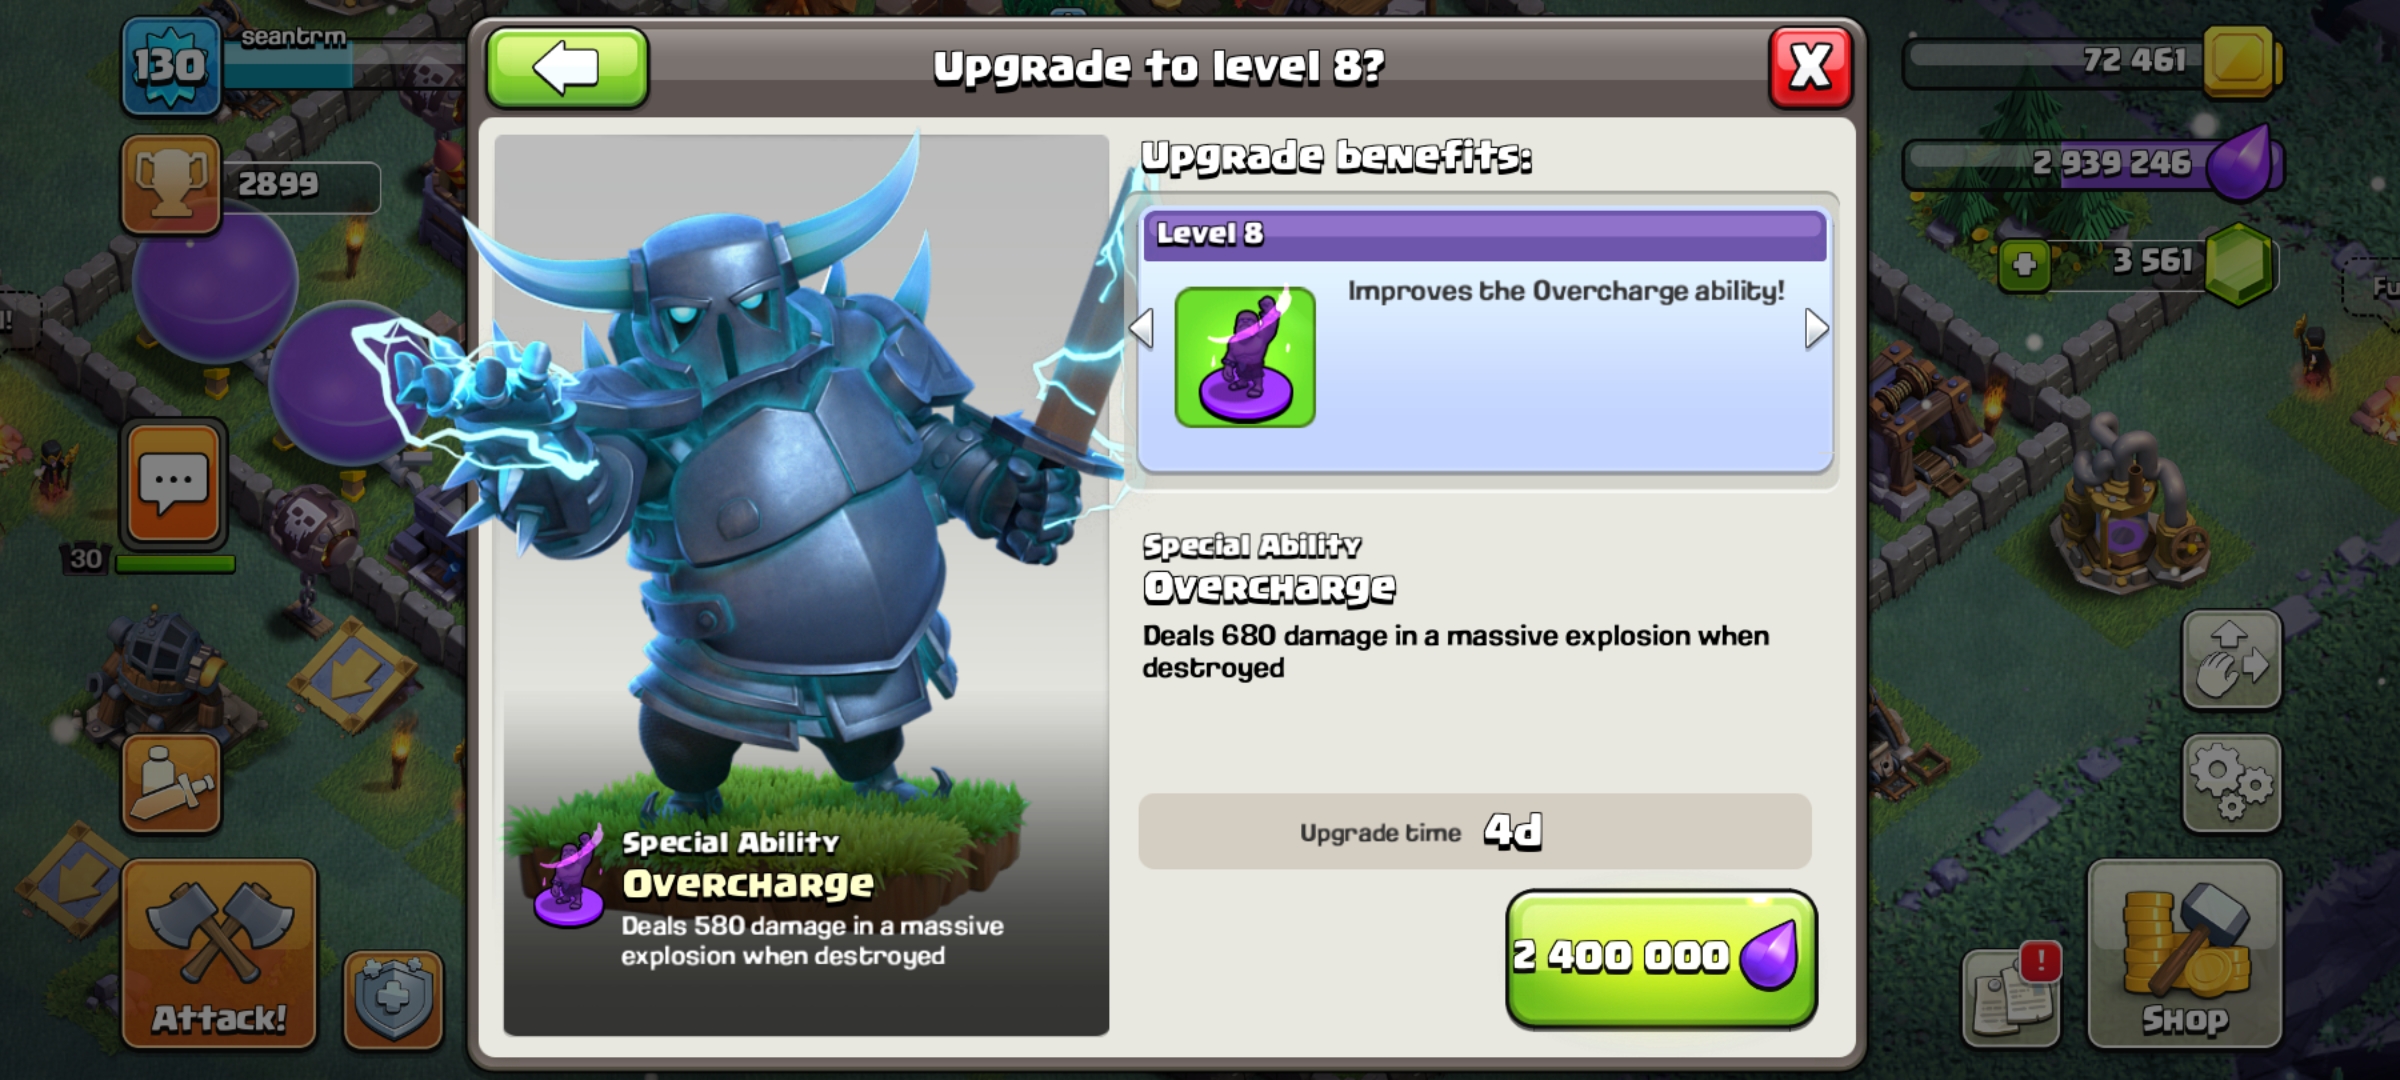 130
seantrm
2899
30
Attack!
Upgrade to level 8?
X
Special Ability
Overcharge
Deals 580 damage in a massive
explosion when destroyed
Upgrade benefits:
Level 8
Improves the Overcharge ability!
Special Ability
Overcharge
Deals 680 damage in a massive explosion when
destroyed
Upgrade time 4d
2 400 000
72 461
2 939 246
3 561
!
Shop